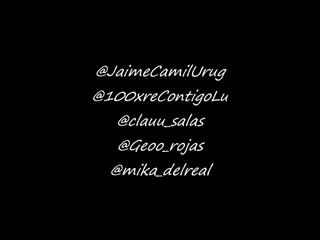 @JaimeCamilUrug
@100xreContigoLu
@clauu_salas
@Geoo_rojas
@mika_delreal